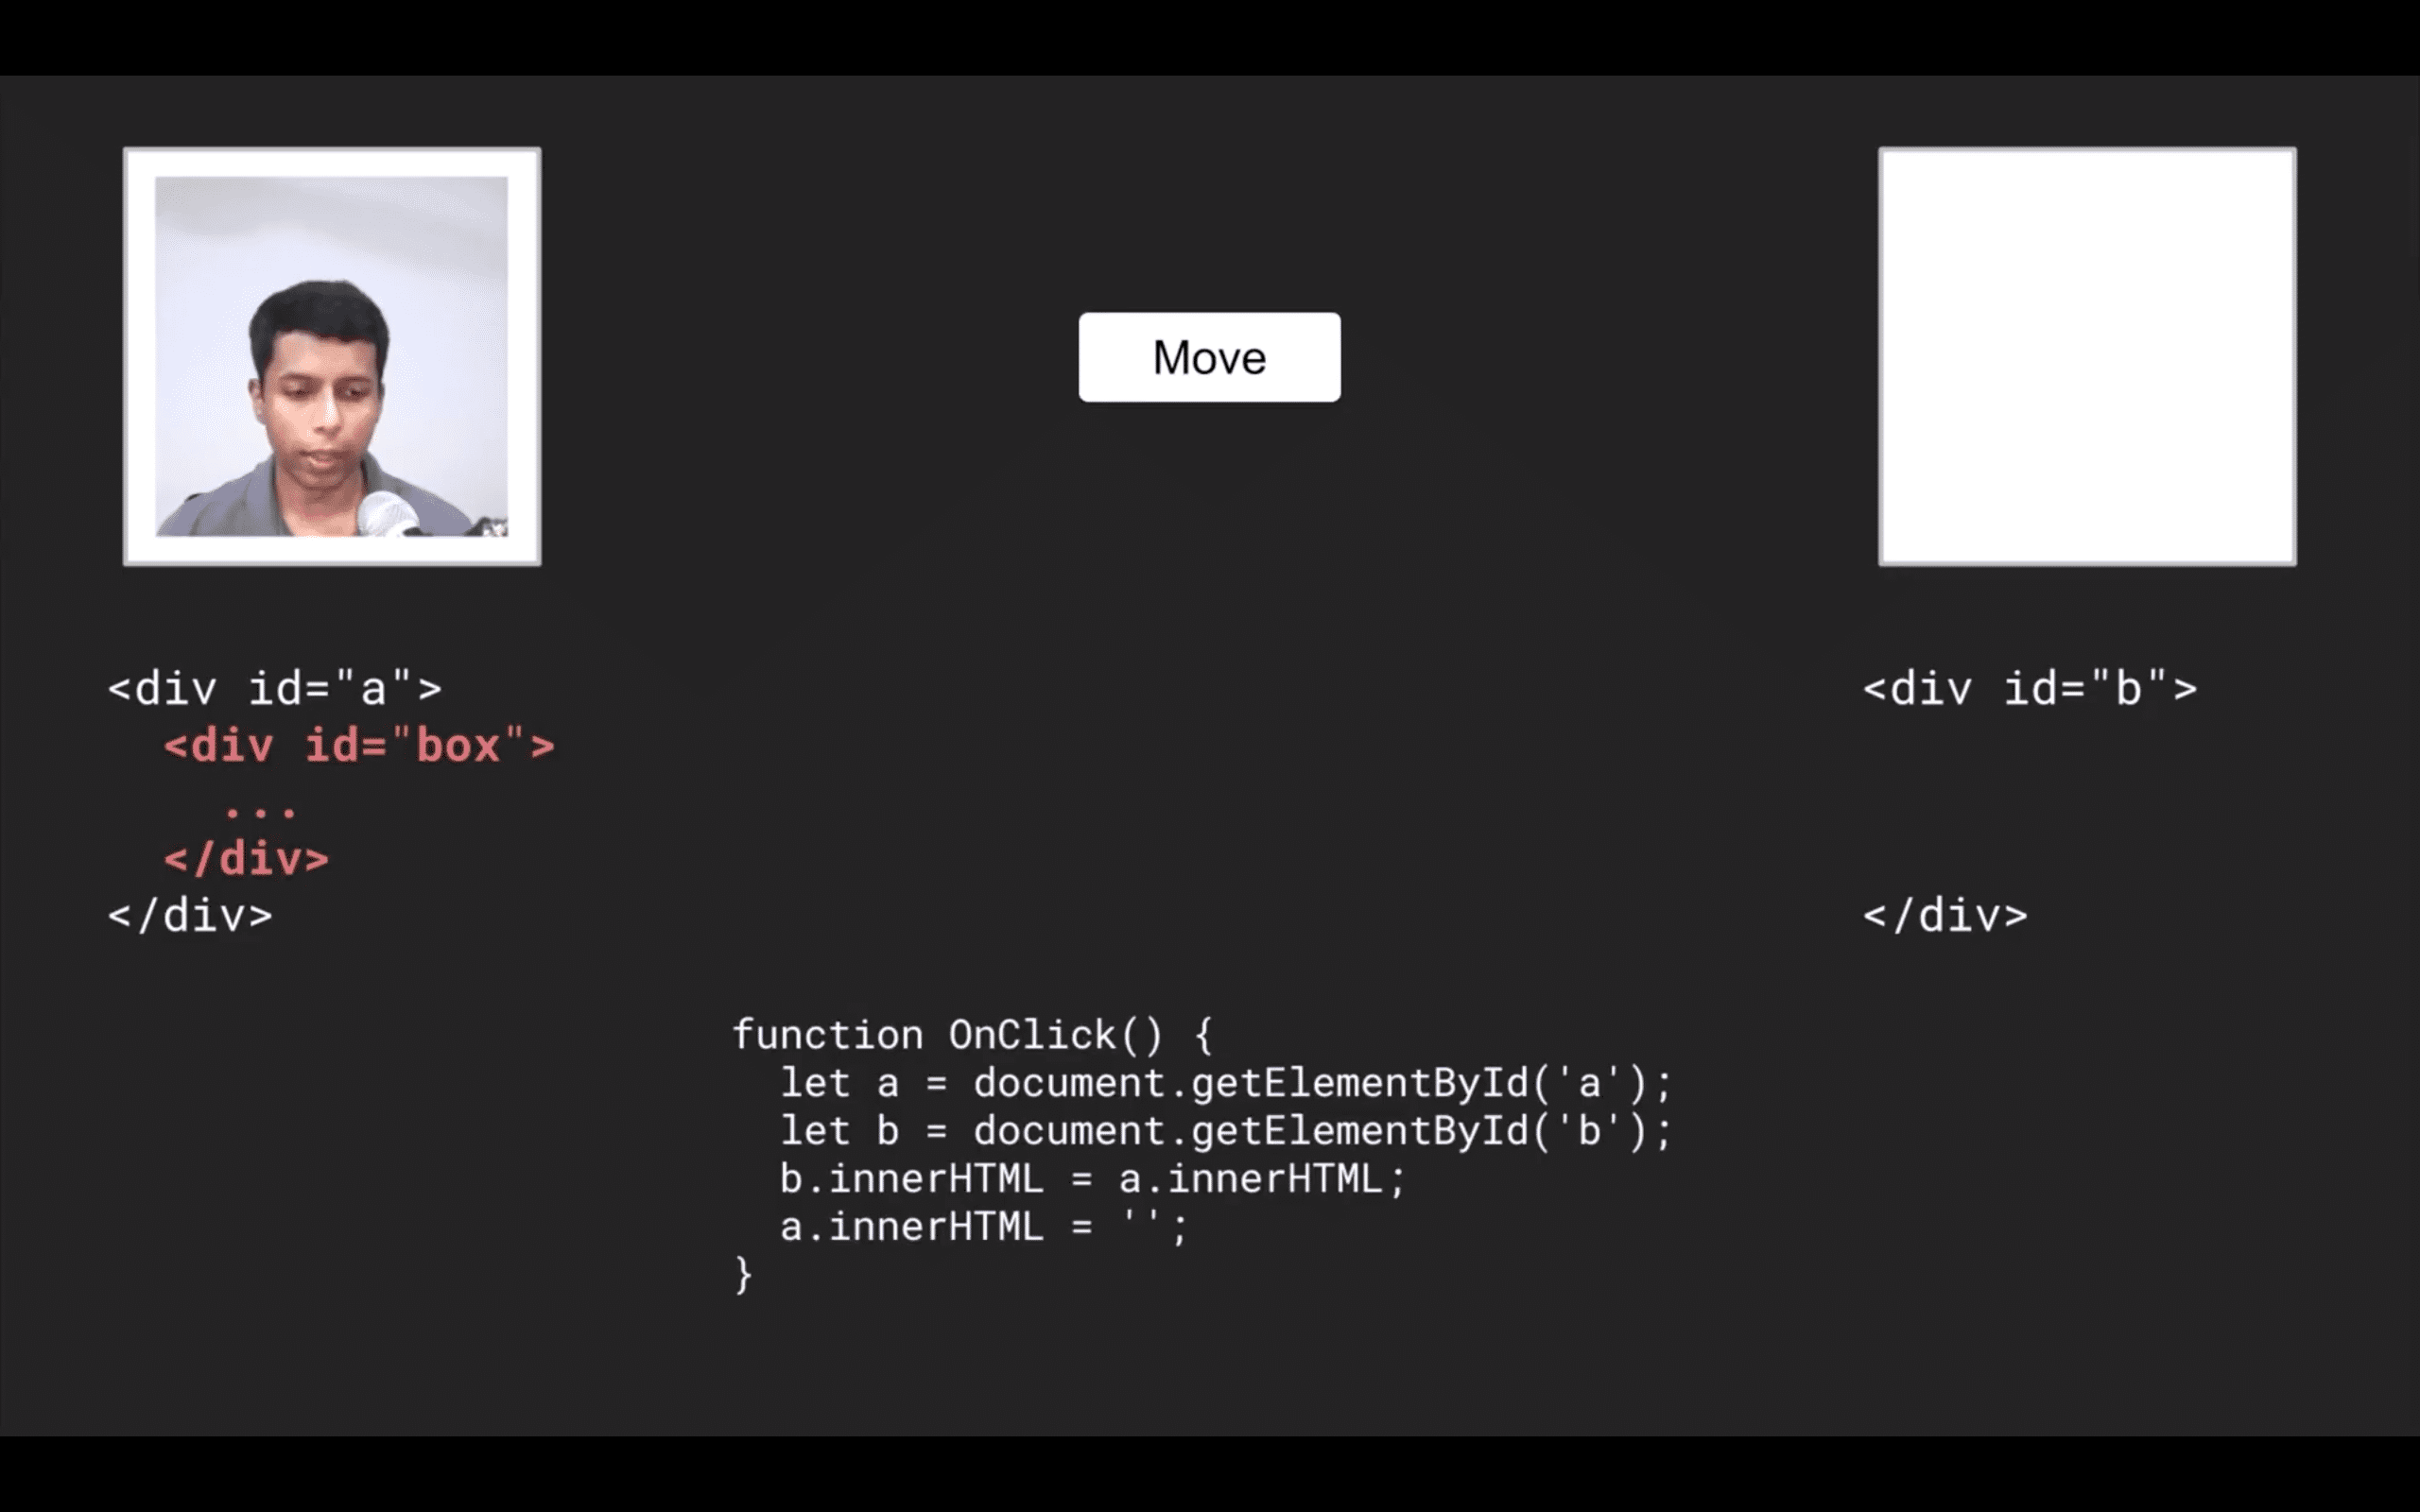 Move
<div id="a">
<div id="box">
...
</div>
</div>
<div id="b">
</div>
function OnClick() {
let a = document.getElementById('a');
let b = document.getElementById('b');
b.innerHTML = a.innerHTML;
a.innerHTML = '';
}